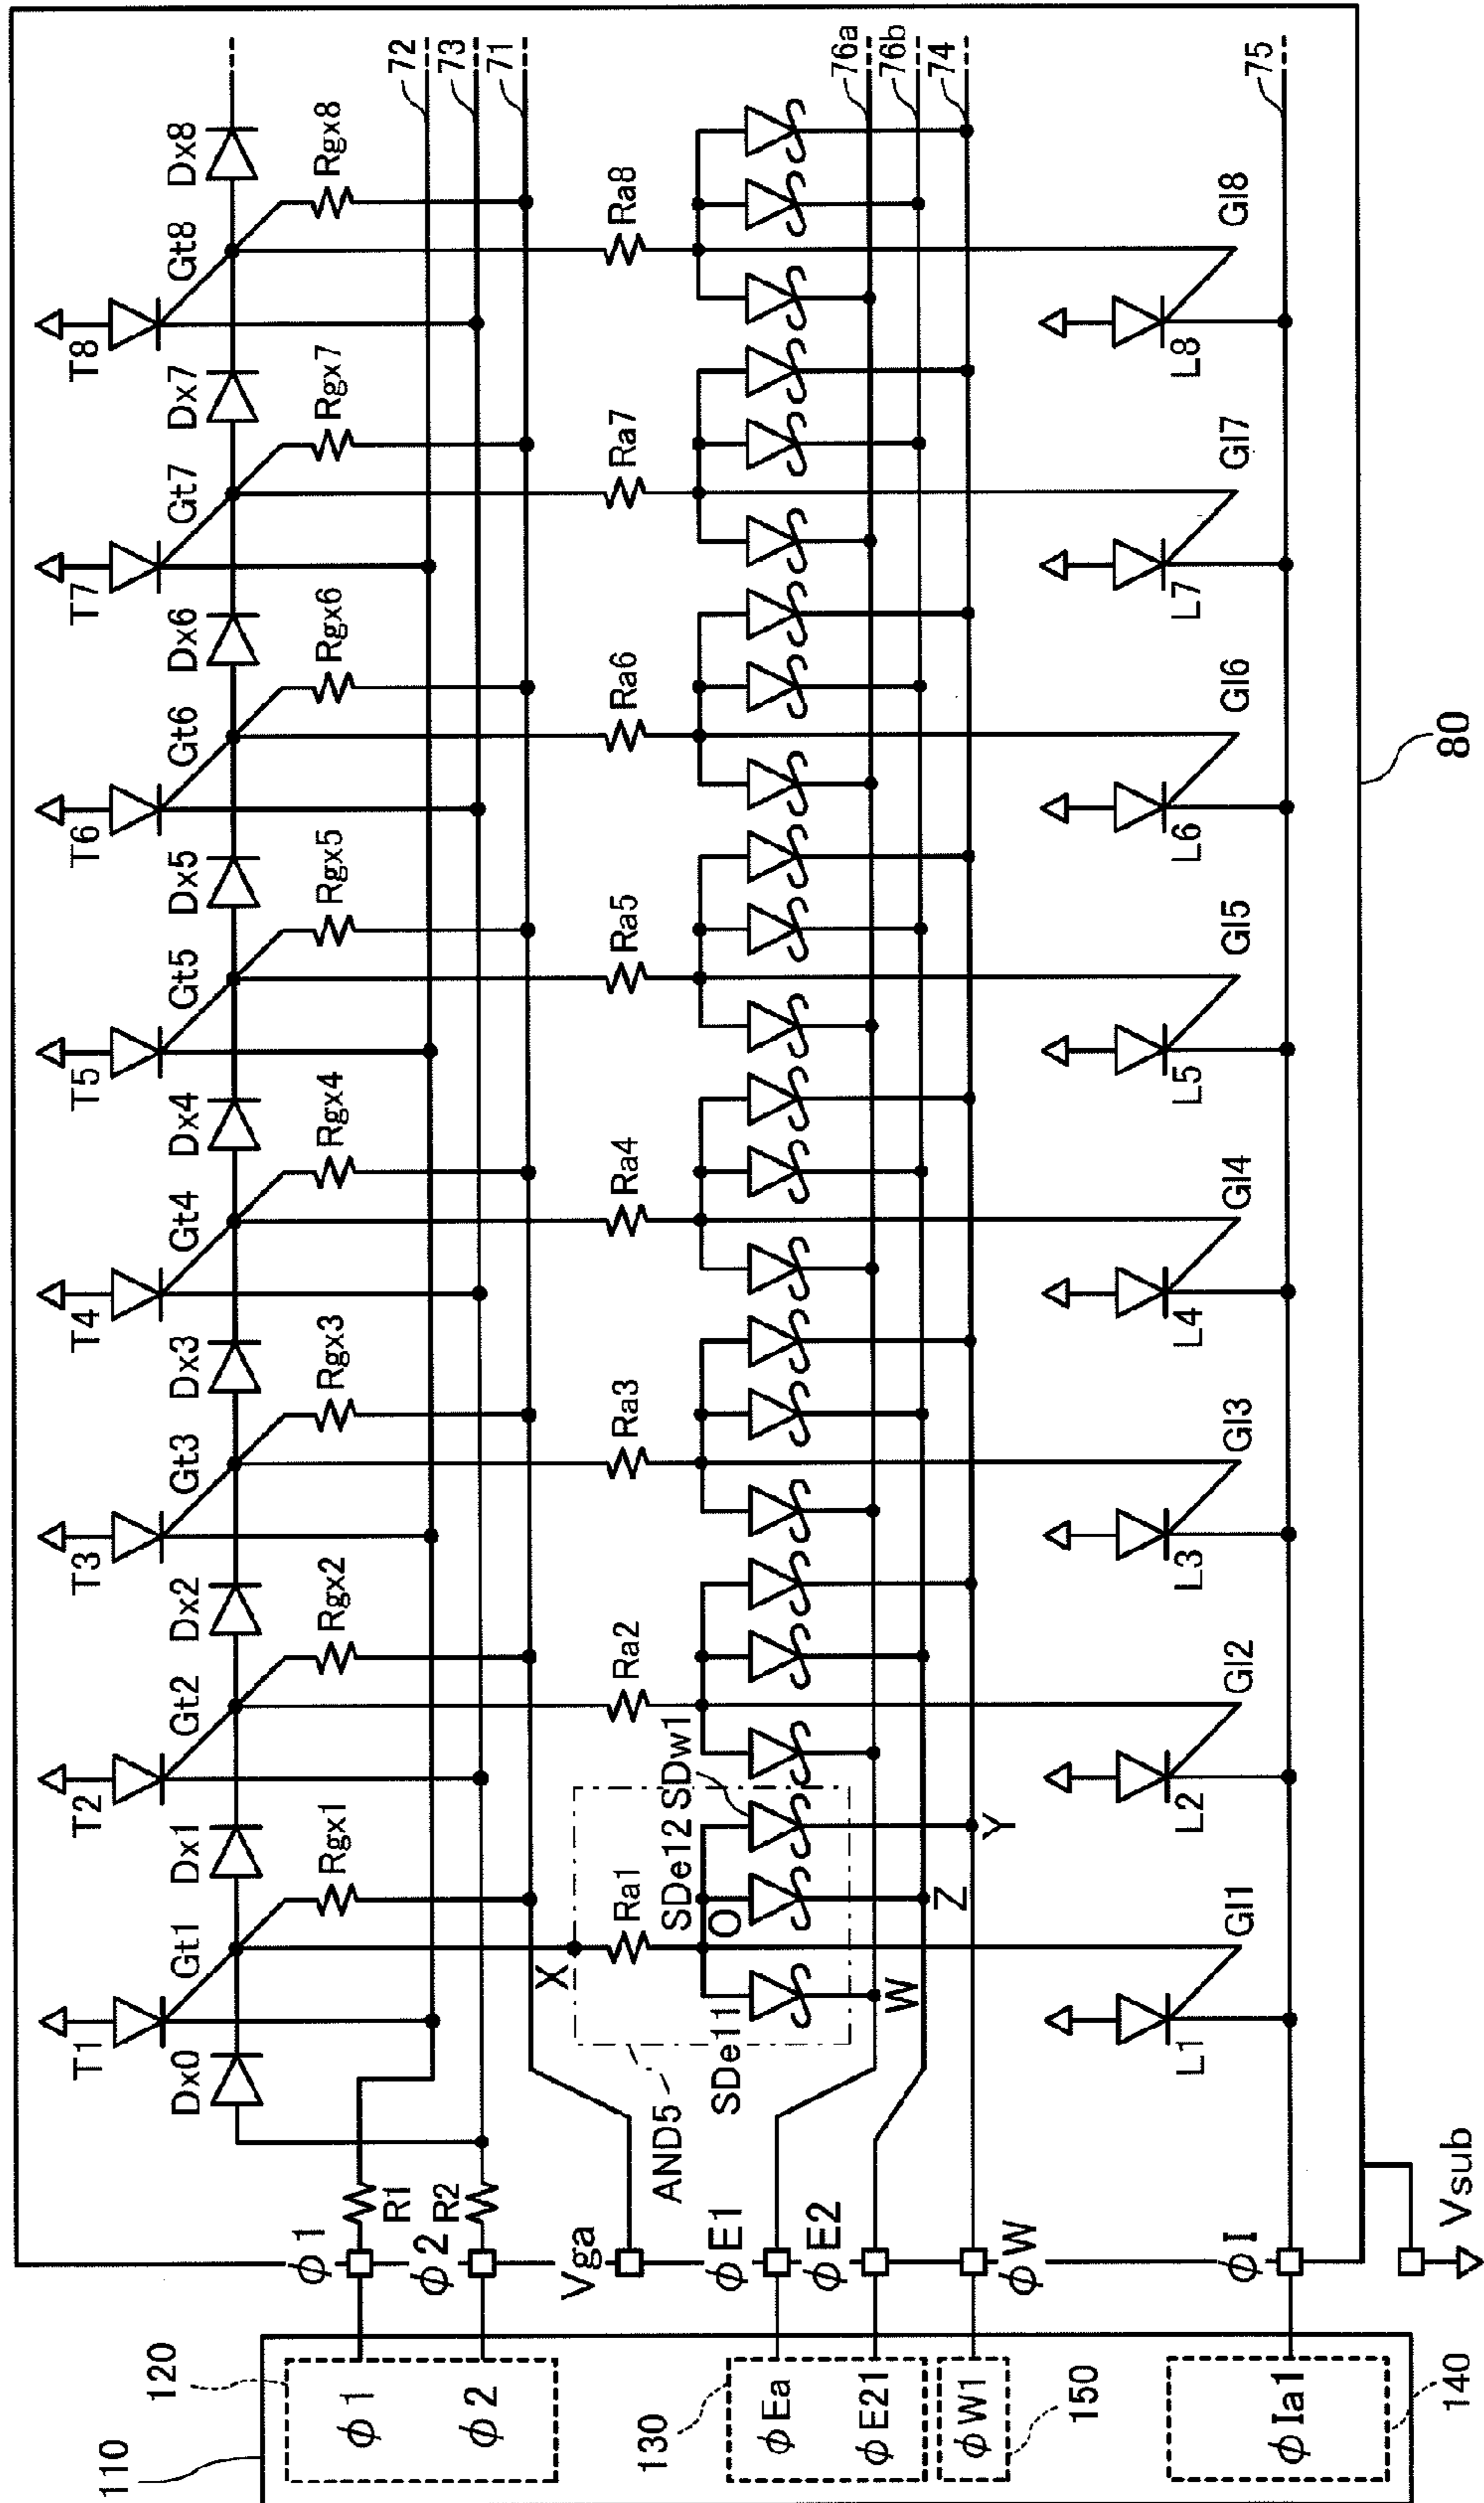 110
120
φ1
φ2
130
φEa
φE21
φW1
150
φIa1
140
φ1
φ2
Vga
φE1
φE2
φW
φI
Vsub
R1
R2
80
T1
T2
T3
T4
T5
T6
T7
T8
Dx0
Gt1
Dx1
Gt2
Dx2
Gt3
Dx3
Gt4
Dx4
Gt5
Dx5
Gt6
Dx6
Gt7
Dx7
Gt8
Dx8
Rgx1
Rgx2
Rgx3
Rgx4
Rgx5
Rgx6
Rgx7
Rgx8
72
73
71
AND5
X
Ra1
Ra2
Ra3
Ra4
Ra5
Ra6
Ra7
Ra8
SDe11
SDe12
SDw1
O
W
Z
Y
76a
76b
74
L1
Gl1
L2
Gl2
L3
Gl3
L4
Gl4
L5
Gl5
L6
Gl6
L7
Gl7
L8
Gl8
75